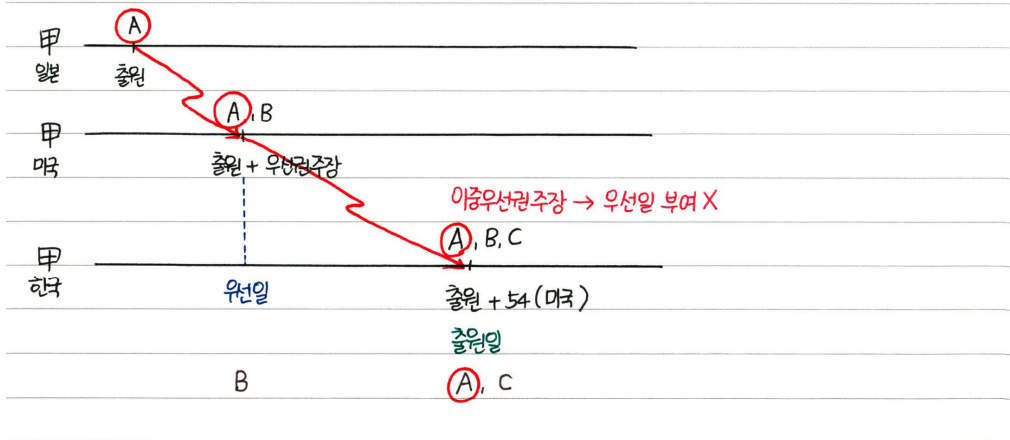 A
甲
일본
출원
A, B
甲
미국
출원 + 우선권주장
이중우선권주장 → 우선일 부여 X
A, B, C
甲
한국
우선일
출원 + 54 (미국)
출원일
B
A, C